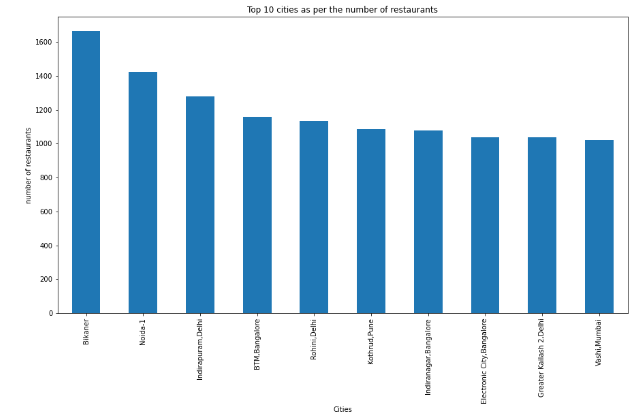 Top 10 cities as per the number of restaurants
number of restaurants
1600
1400
1200
1000
800
600
400
200
0
Bikaner
Noida-1
Indirapuram,Delhi
BTM,Bangalore
Rohini,Delhi
Kothrud,Pune
Indiranagar,Bangalore
Electronic City,Bangalore
Greater Kailash 2,Delhi
Vashi,Mumbai
Cities